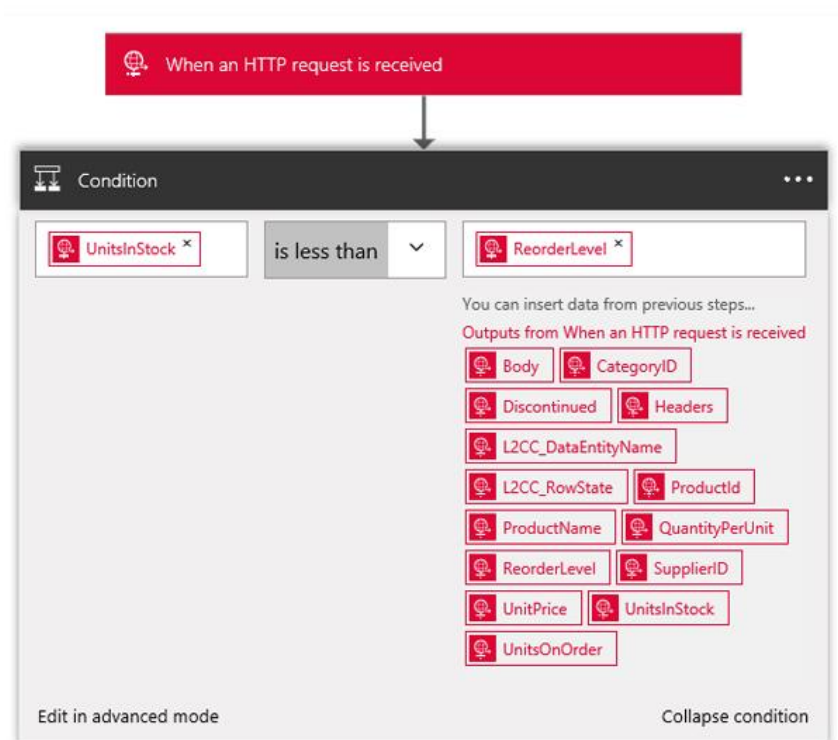 When an HTTP request is received
Condition
UnitsInStock × is less than ReorderLevel ×
You can insert data from previous steps...
Outputs from When an HTTP request is received
Body CategoryID
Discontinued Headers
L2CC_DataEntityName
L2CC_RowState ProductId
ProductName QuantityPerUnit
ReorderLevel SupplierID
UnitPrice UnitsInStock
UnitsOnOrder
Edit in advanced mode Collapse condition